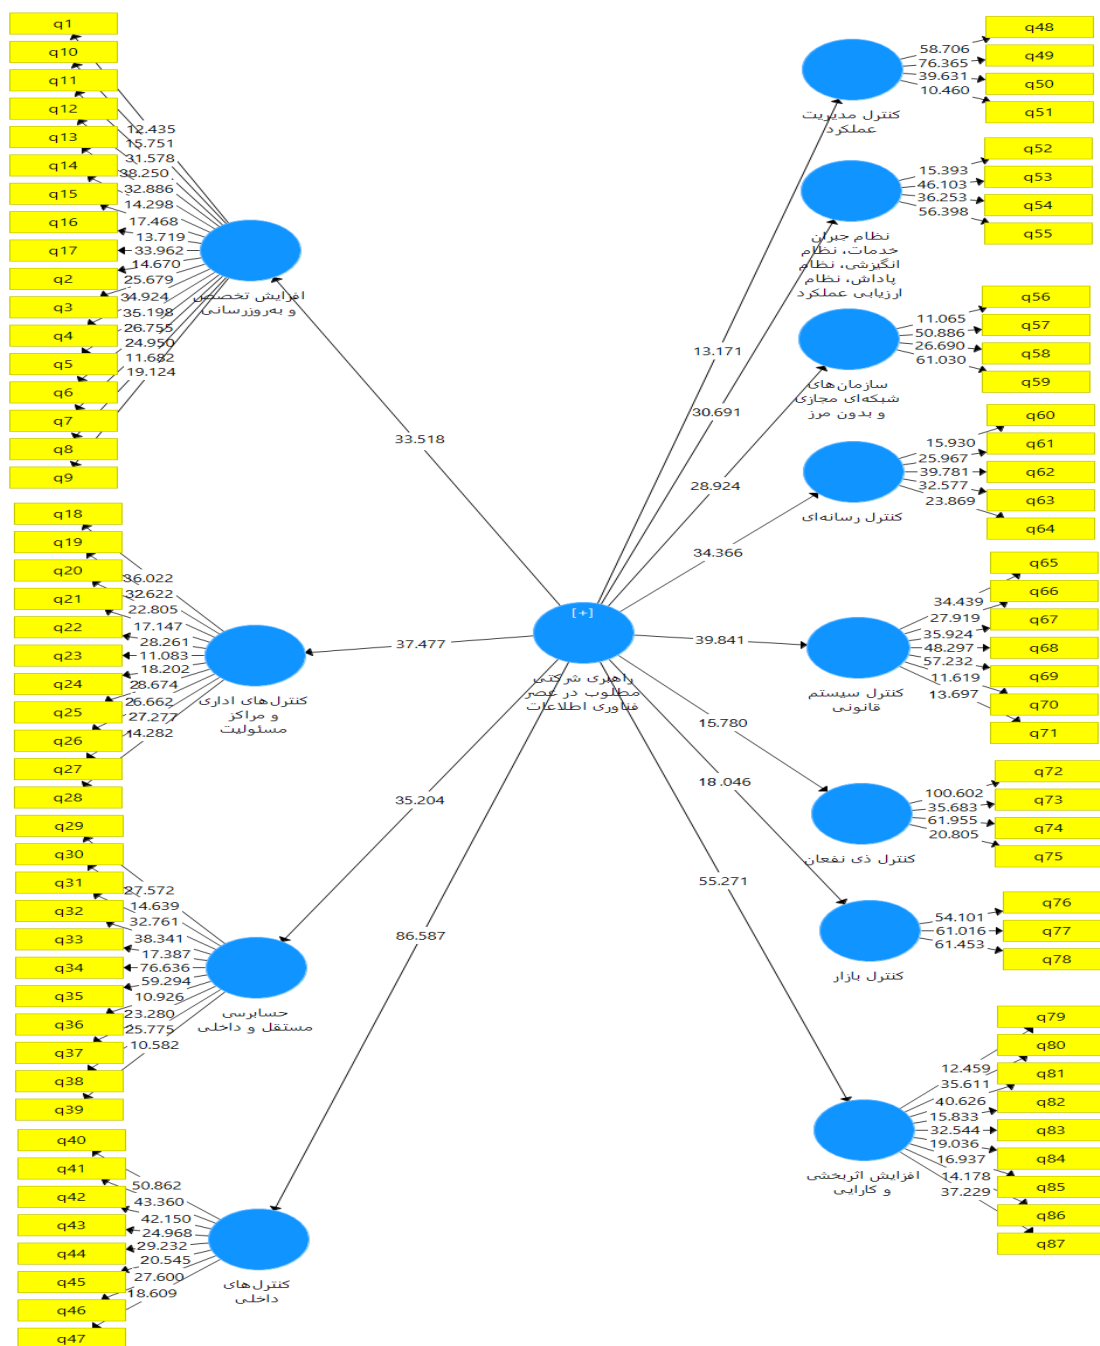 q1
q10
q11
q12
q13
q14
q15
q16
q17
q2
q3
q4
q5
q6
q7
q8
q9
12.435
15.751
31.578
38.250
32.886
14.298
17.468
13.719
33.962
14.670
25.679
34.924
35.198
26.755
24.950
11.682
19.124
افزایش تخصص
و به‌روزرسانی
33.518
q18
q19
q20
q21
q22
q23
q24
q25
q26
q27
q28
36.022
32.622
22.805
17.147
28.261
11.083
18.202
28.674
26.662
27.277
14.282
کنترل‌های اداری
و مراکز
مسئولیت
37.477
q29
q30
q31
q32
q33
q34
q35
q36
q37
q38
q39
27.572
14.639
32.761
38.341
17.387
76.636
59.294
10.926
23.280
25.775
10.582
حسابرسی
مستقل و داخلی
35.204
q40
q41
q42
q43
q44
q45
q46
q47
50.862
43.360
42.150
24.968
29.232
20.545
27.600
18.609
کنترل‌های
داخلی
86.587
[+]
راهبری شرکتی
مطلوب در عصر
فناوری اطلاعات
13.171
کنترل مدیریت
عملکرد
58.706
76.365
39.631
10.460
q48
q49
q50
q51
30.691
نظام جبران
خدمات، نظام
انگیزشی، نظام
پاداش، نظام
ارزیابی عملکرد
15.393
46.103
36.253
56.398
q52
q53
q54
q55
28.924
سازمان‌های
شبکه‌ای مجازی
و بدون مرز
11.065
50.886
26.690
61.030
q56
q57
q58
q59
34.366
کنترل رسانه‌ای
15.930
25.967
39.781
32.577
23.869
q60
q61
q62
q63
q64
39.841
کنترل سیستم
قانونی
34.439
27.919
35.924
48.297
57.232
11.619
13.697
q65
q66
q67
q68
q69
q70
q71
15.780
کنترل ذی نفعان
100.602
35.683
61.955
20.805
q72
q73
q74
q75
18.046
کنترل بازار
54.101
61.016
61.453
q76
q77
q78
55.271
افزایش اثربخشی
و کارایی
12.459
35.611
40.626
15.833
32.544
19.036
16.937
14.178
37.229
q79
q80
q81
q82
q83
q84
q85
q86
q87